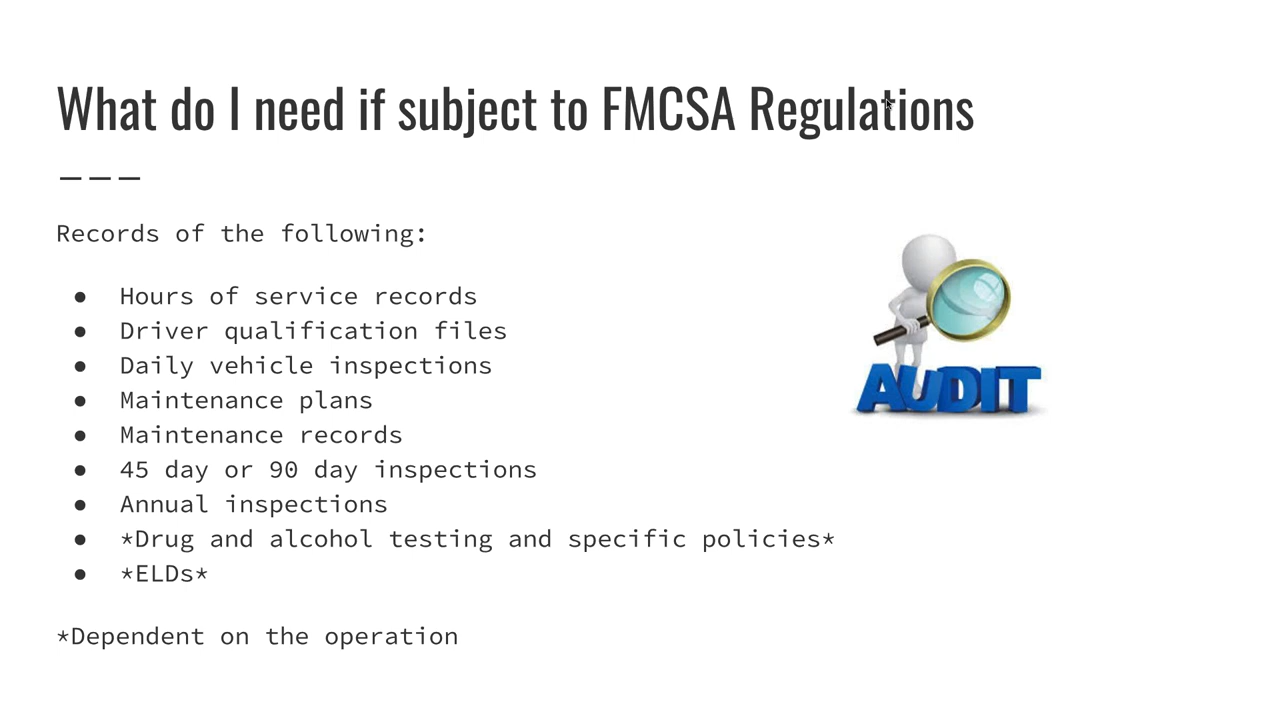 What do I need if subject to FMCSA Regulations
Records of the following:
● Hours of service records
● Driver qualification files
● Daily vehicle inspections
● Maintenance plans
● Maintenance records
● 45 day or 90 day inspections
● Annual inspections
● *Drug and alcohol testing and specific policies*
● *ELDs*
*Dependent on the operation
AUDIT